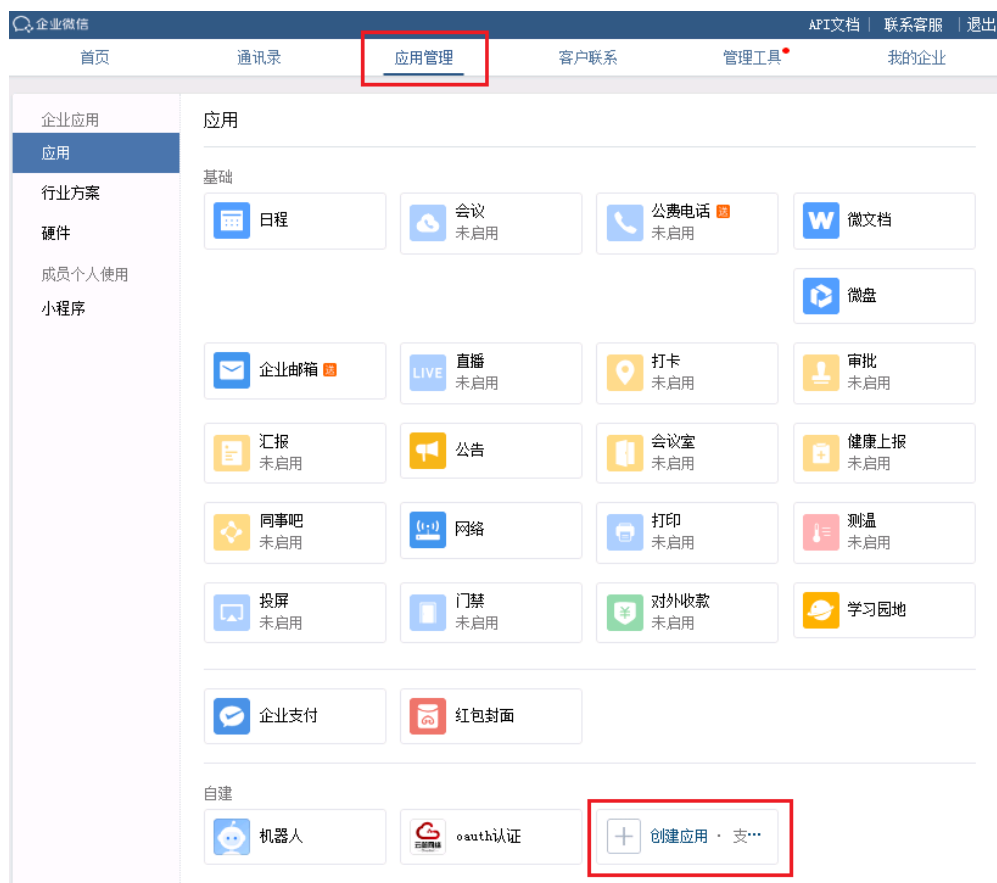 企业微信
API文档 | 联系客服 | 退出
首页 通讯录 应用管理 客户联系 管理工具 我的企业
企业应用
应用
行业方案
硬件
成员个人使用
小程序
应用
基础
日程
会议
未启用
公费电话 送
未启用
微文档
微盘
企业邮箱 送
LIVE
直播
未启用
打卡
未启用
审批
未启用
汇报
未启用
公告
会议室
未启用
健康上报
未启用
同事吧
未启用
网络
打印
未启用
测温
未启用
投屏
未启用
门禁
未启用
对外收款
未启用
学习园地
企业支付
红包封面
自建
机器人
oauth认证
创建应用 · 支…